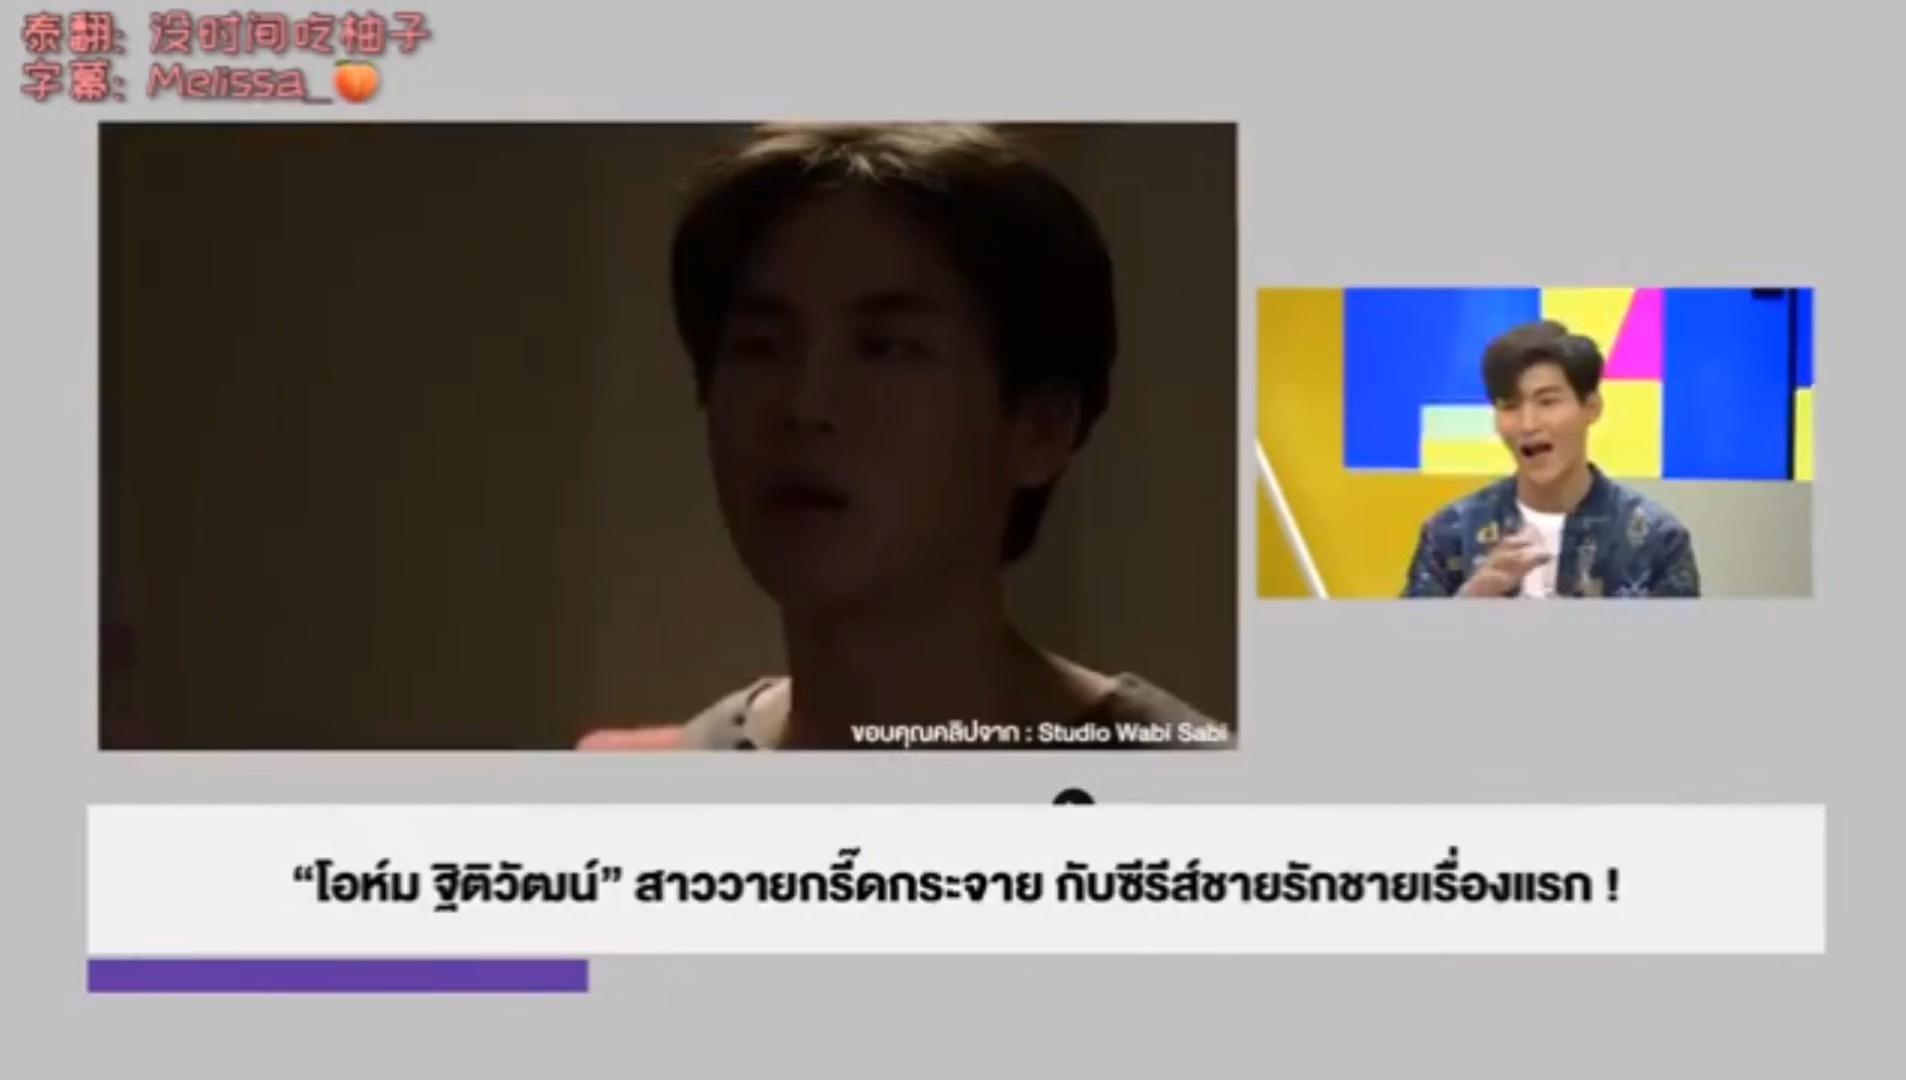 泰翻: 没时间吃柚子
字幕: Melissa_🍑
ขอบคุณคลิปจาก : Studio Wabi Sabi
“โอห์ม ฐิติวัฒน์” สาววายกรี๊ดกระจาย กับซีรีส์ชายรักชายเรื่องแรก !